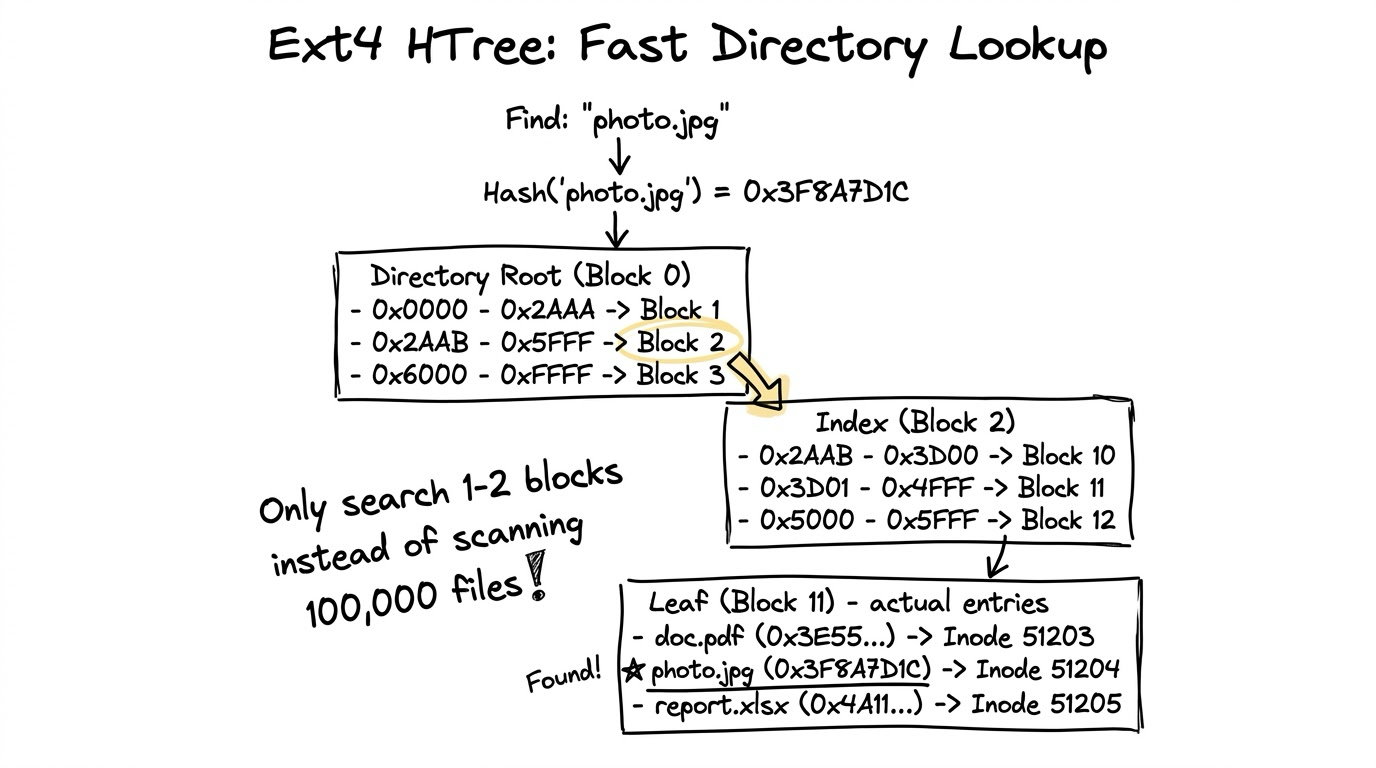 Ext4 HTree: Fast Directory Lookup
Find: "photo.jpg"
Hash('photo.jpg') = 0x3F8A7D1C
Directory Root (Block 0)
- 0x0000 - 0x2AAA -> Block 1
- 0x2AAB - 0x5FFF -> Block 2
- 0x6000 - 0xFFFF -> Block 3
Index (Block 2)
- 0x2AAB - 0x3D00 -> Block 10
- 0x3D01 - 0x4FFF -> Block 11
- 0x5000 - 0x5FFF -> Block 12
Only search 1-2 blocks
instead of scanning
100,000 files!
Leaf (Block 11) - actual entries
- doc.pdf (0x3E55...) -> Inode 51203
Found! ★ photo.jpg (0x3F8A7D1C) -> Inode 51204
- report.xlsx (0x4A11...) -> Inode 51205